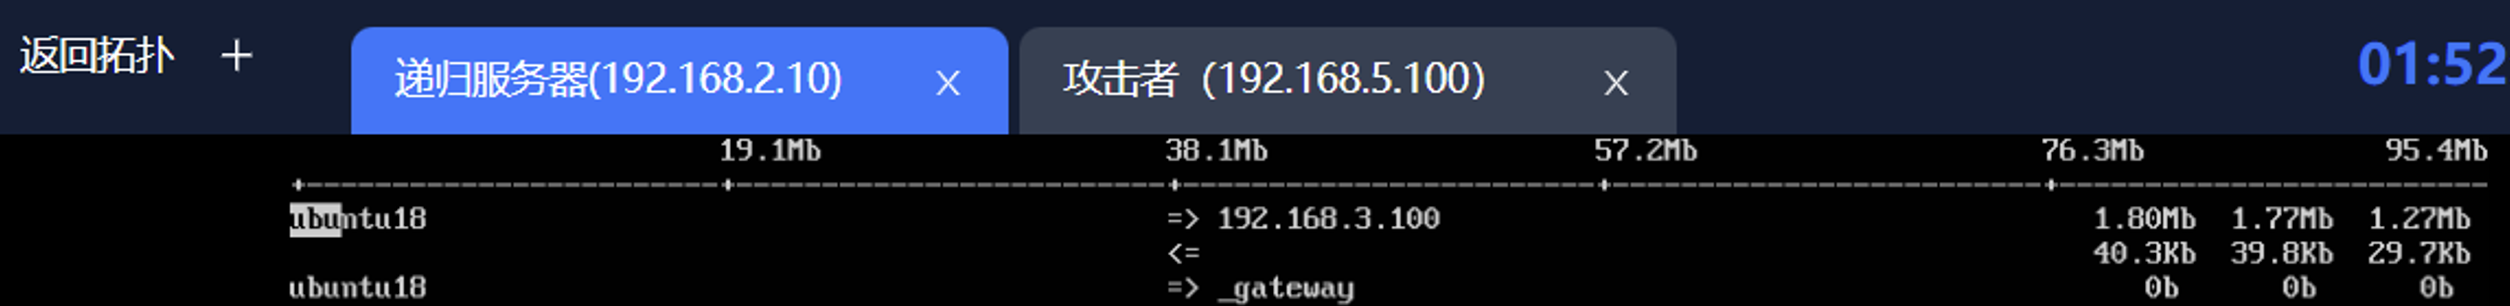 返回拓扑 + 递归服务器(192.168.2.10) X 攻击者（192.168.5.100） X 01:52
19.1Mb 38.1Mb 57.2Mb 76.3Mb 95.4Mb
ubuntu18 => 192.168.3.100 1.80Mb 1.77Mb 1.27Mb
<= 40.3Kb 39.8Kb 29.7Kb
ubuntu18 => _gateway 0b 0b 0b